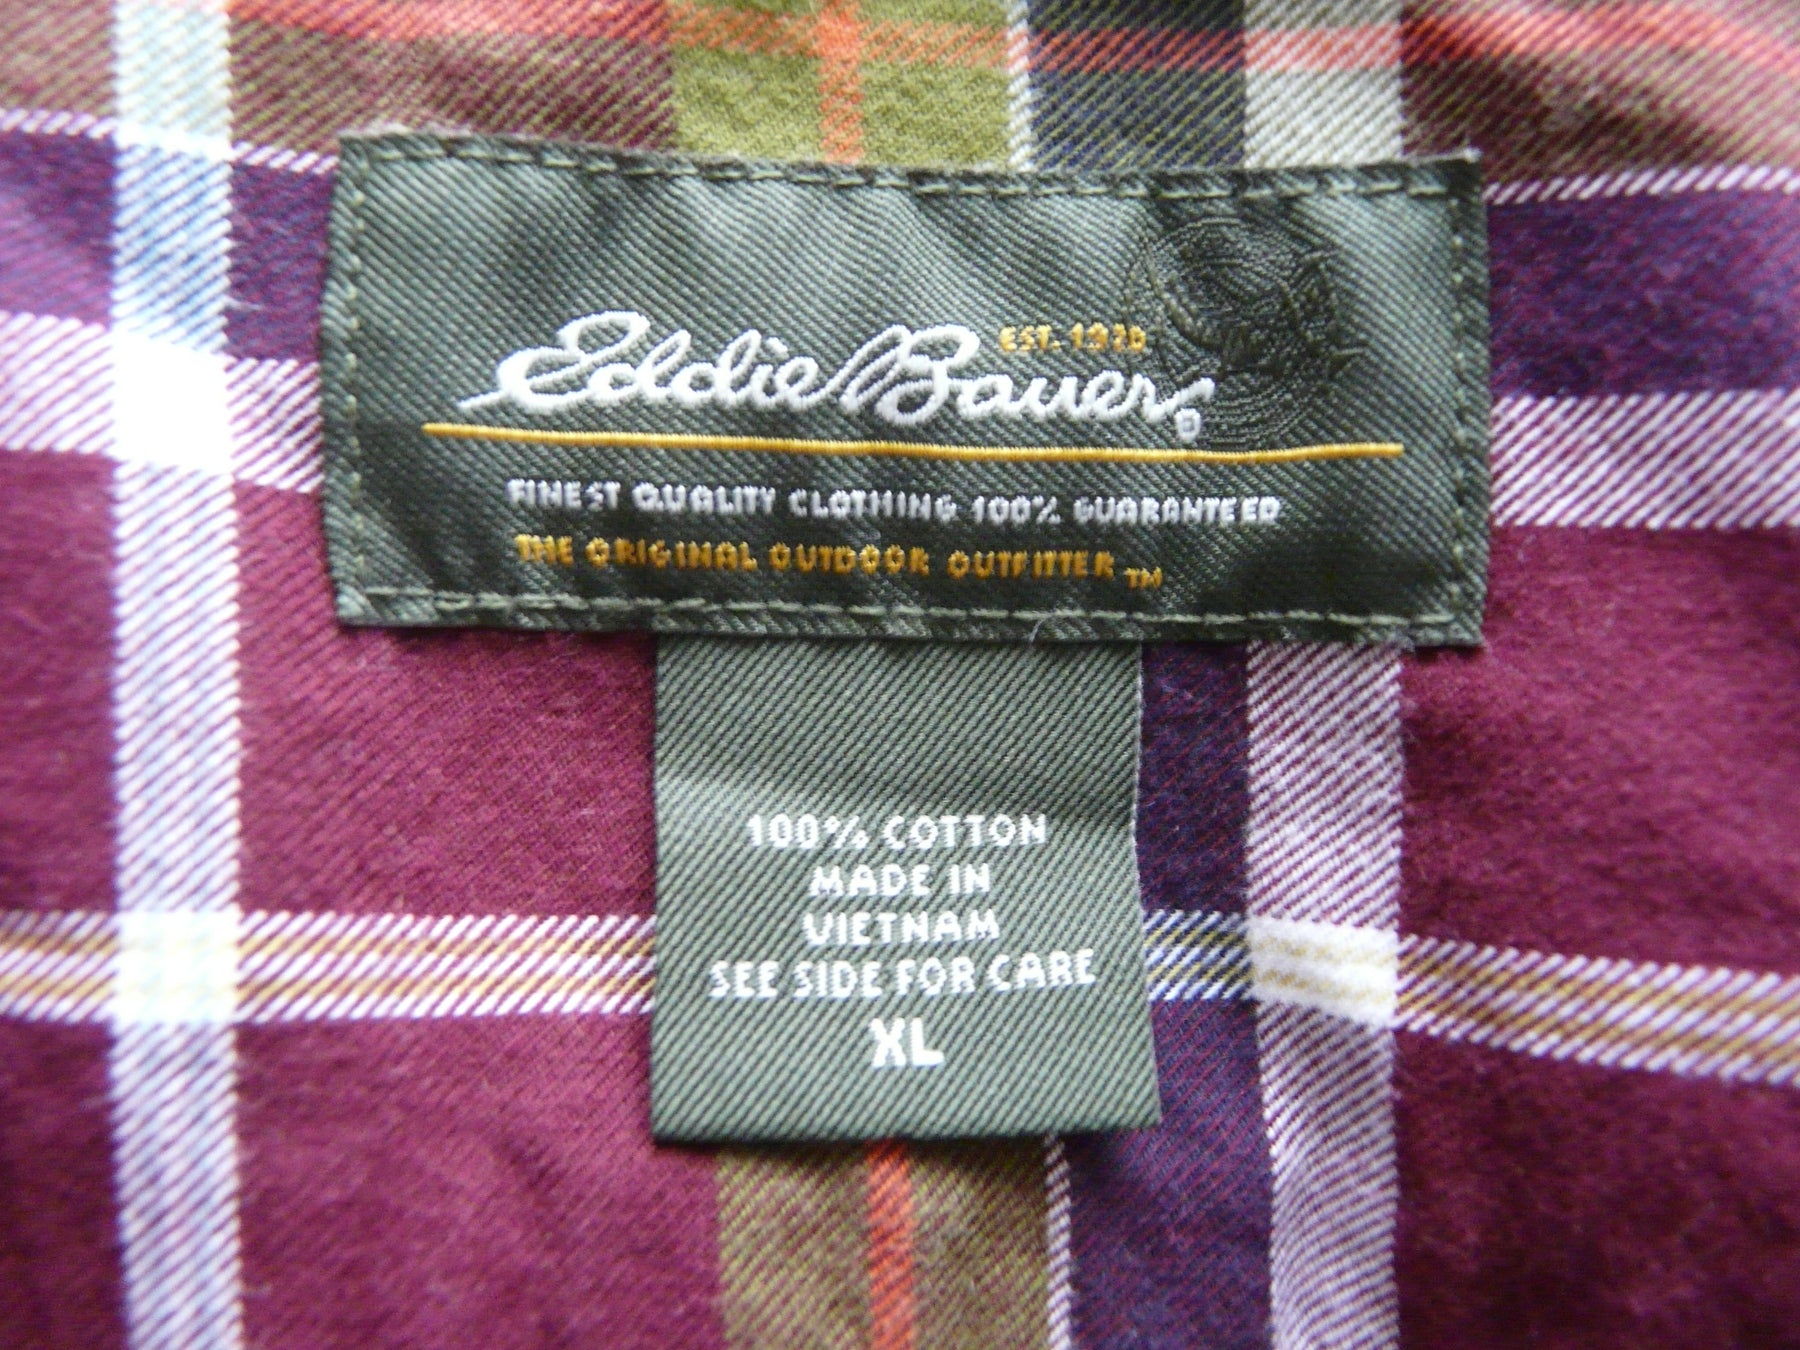 EST. 1920
Eddie Bauer
FINEST QUALITY CLOTHING 100% GUARANTEED
THE ORIGINAL OUTDOOR OUTFITTER TM
100% COTTON
MADE IN
VIETNAM
SEE SIDE FOR CARE
XL